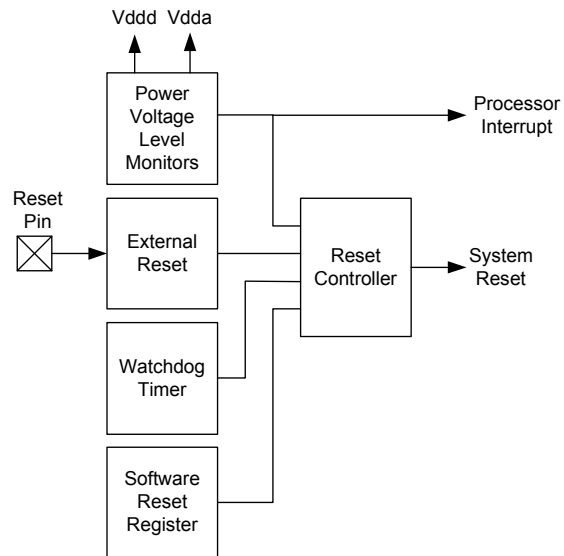 Vddd Vdda
Power
Voltage
Level
Monitors
Processor
Interrupt
Reset
Pin
External
Reset
Reset
Controller
System
Reset
Watchdog
Timer
Software
Reset
Register